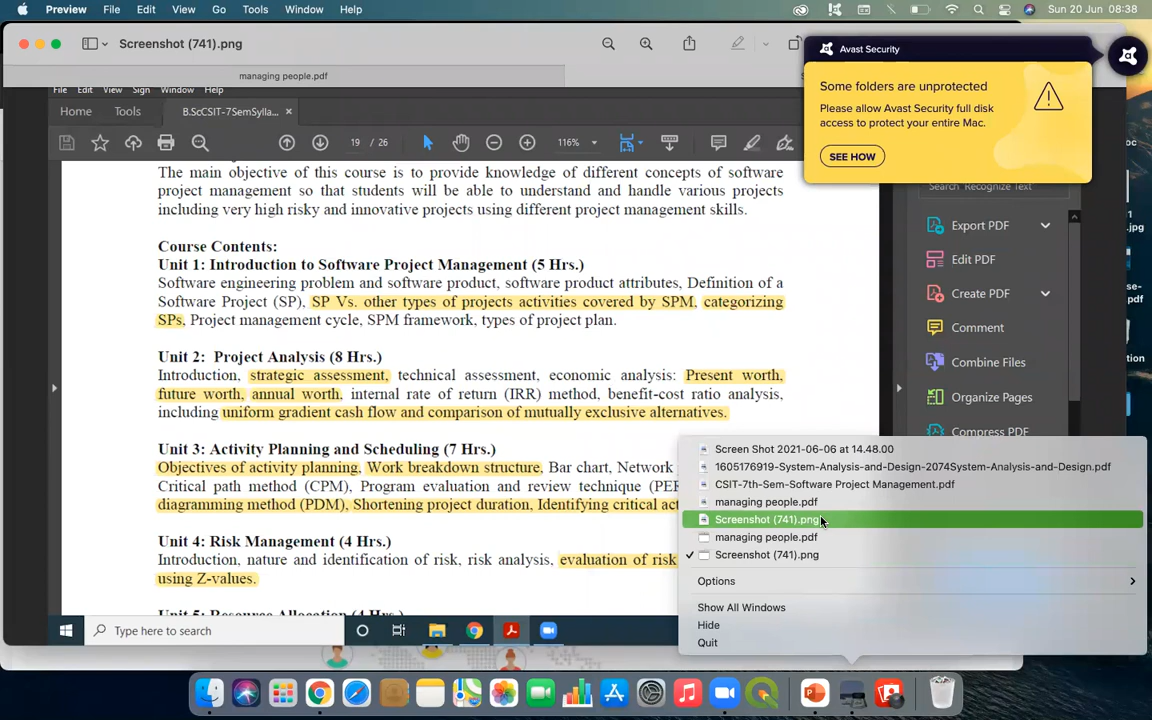 Preview File Edit View Go Tools Window Help
Sun 20 Jun 08:38
Screenshot (741).png
managing people.pdf
Avast Security
Some folders are unprotected
Please allow Avast Security full disk
access to protect your entire Mac.
SEE HOW
File Edit View Sign Window Help
Home Tools B.ScCSIT-7SemSylla... ×
19 / 26 116%
The main objective of this course is to provide knowledge of different concepts of software
project management so that students will be able to understand and handle various projects
including very high risky and innovative projects using different project management skills.
Course Contents:
Unit 1: Introduction to Software Project Management (5 Hrs.)
Software engineering problem and software product, software product attributes, Definition of a
Software Project (SP), SP Vs. other types of projects activities covered by SPM, categorizing
SPs, Project management cycle, SPM framework, types of project plan.
Unit 2: Project Analysis (8 Hrs.)
Introduction, strategic assessment, technical assessment, economic analysis: Present worth,
future worth, annual worth, internal rate of return (IRR) method, benefit-cost ratio analysis,
including uniform gradient cash flow and comparison of mutually exclusive alternatives.
Unit 3: Activity Planning and Scheduling (7 Hrs.)
Objectives of activity planning, Work breakdown structure, Bar chart, Network
Critical path method (CPM), Program evaluation and review technique (PER
diagramming method (PDM), Shortening project duration, Identifying critical act
Unit 4: Risk Management (4 Hrs.)
Introduction, nature and identification of risk, risk analysis, evaluation of risk
using Z-values.
Unit 5: Resource Allocation (4 Hrs.)
Search 'Recognize Text'
Export PDF
Edit PDF
Create PDF
Comment
Combine Files
Organize Pages
Compress PDF
Screen Shot 2021-06-06 at 14.48.00
1605176919-System-Analysis-and-Design-2074System-Analysis-and-Design.pdf
CSIT-7th-Sem-Software Project Management.pdf
managing people.pdf
Screenshot (741).png
managing people.pdf
Screenshot (741).png
Options
Show All Windows
Hide
Quit
Type here to search